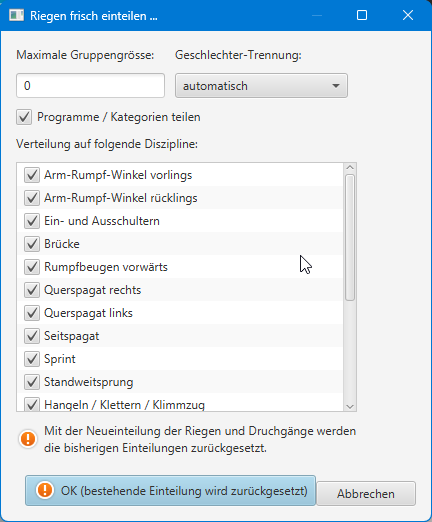 Riegen frisch einteilen ...
Maximale Gruppengrösse: Geschlechter-Trennung:
0 automatisch
Programme / Kategorien teilen
Verteilung auf folgende Diszipline:
Arm-Rumpf-Winkel vorlings
Arm-Rumpf-Winkel rücklings
Ein- und Ausschultern
Brücke
Rumpfbeugen vorwärts
Querspagat rechts
Querspagat links
Seitspagat
Sprint
Standweitsprung
Hangeln / Klettern / Klimmzug
Mit der Neueinteilung der Riegen und Druchgänge werden
die bisherigen Einteilungen zurückgesetzt.
OK (bestehende Einteilung wird zurückgesetzt) Abbrechen